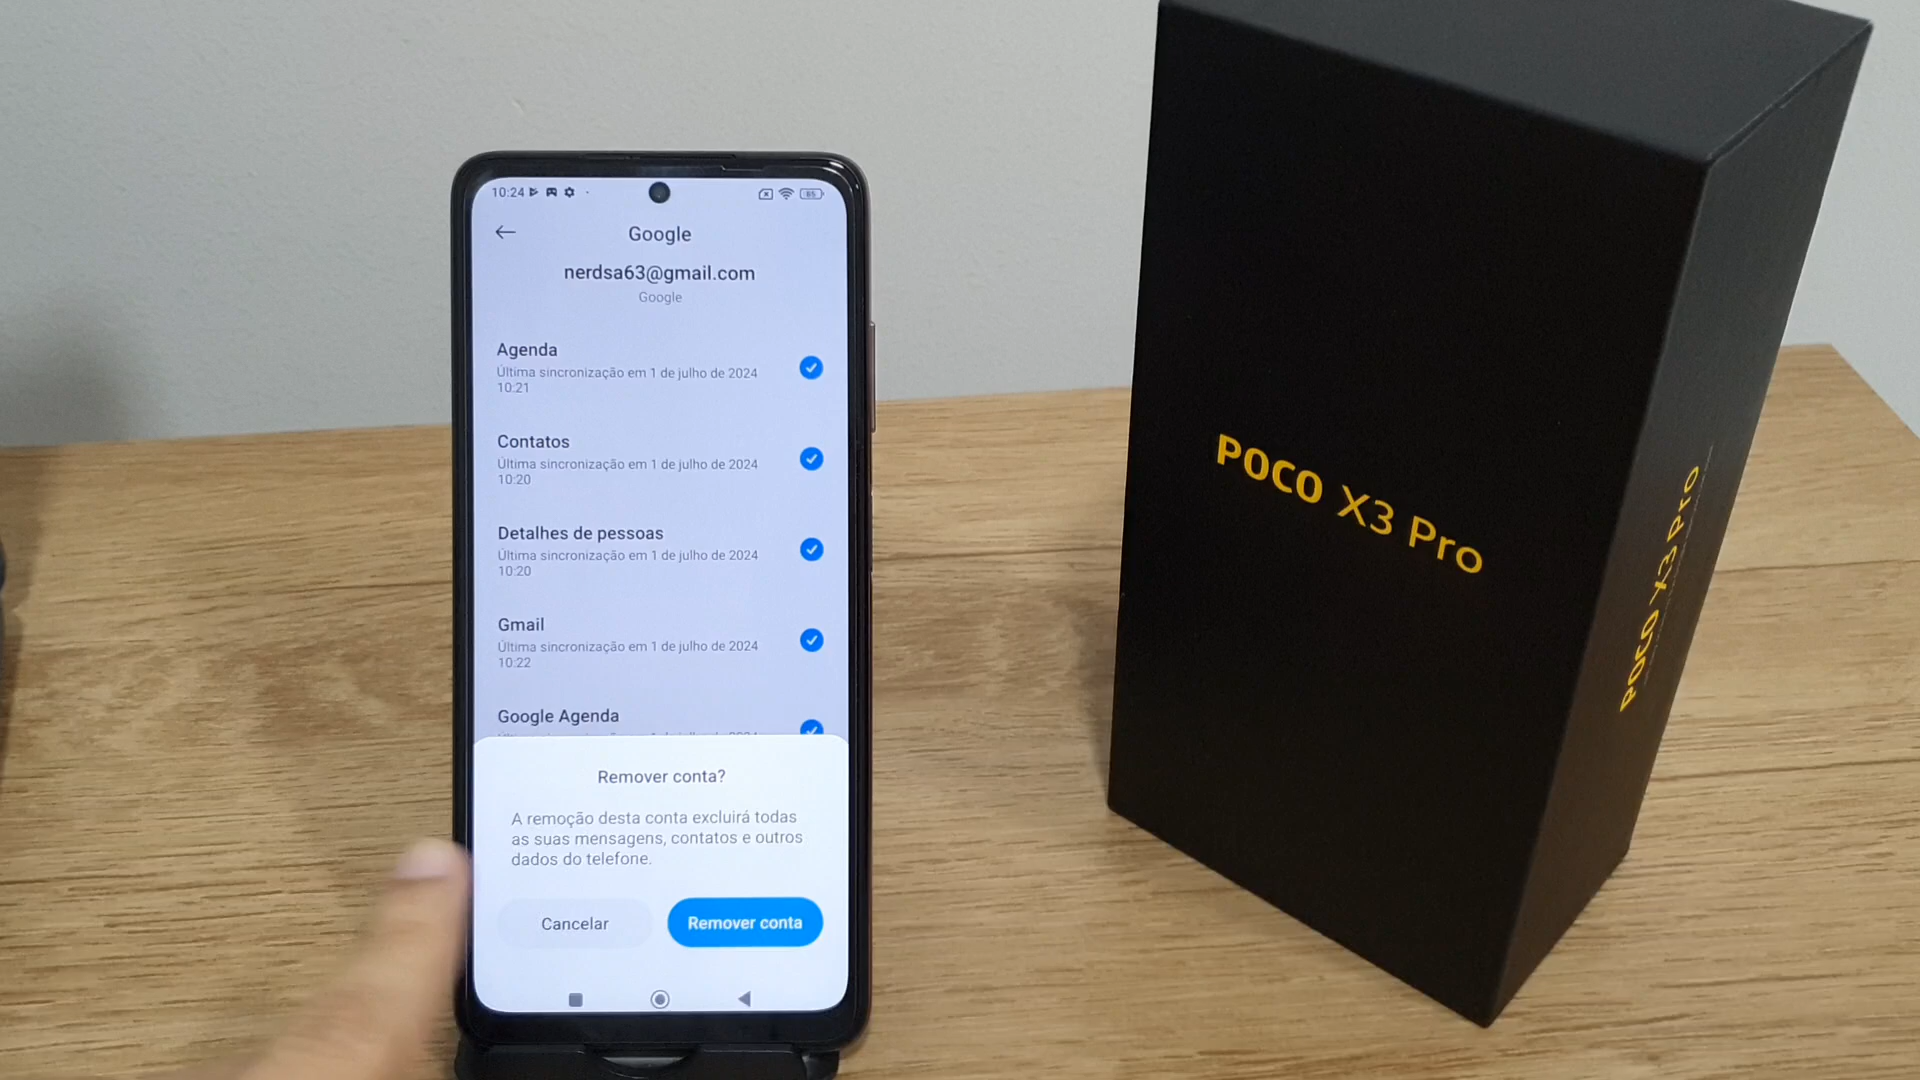 10:24
85
Google
nerdsa63@gmail.com
Google
Agenda
Última sincronização em 1 de julho de 2024
10:21
Contatos
Última sincronização em 1 de julho de 2024
10:20
Detalhes de pessoas
Última sincronização em 1 de julho de 2024
10:20
Gmail
Última sincronização em 1 de julho de 2024
10:22
Google Agenda
Remover conta?
A remoção desta conta excluirá todas
as suas mensagens, contatos e outros
dados do telefone.
Cancelar
Remover conta
POCO X3 Pro
POCO X3 Pro